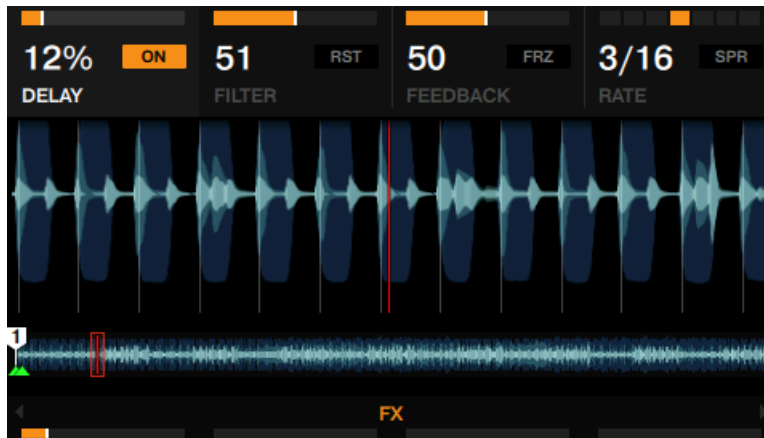 12% ON 51 RST 50 FRZ 3/16 SPR
DELAY FILTER FEEDBACK RATE
1
FX